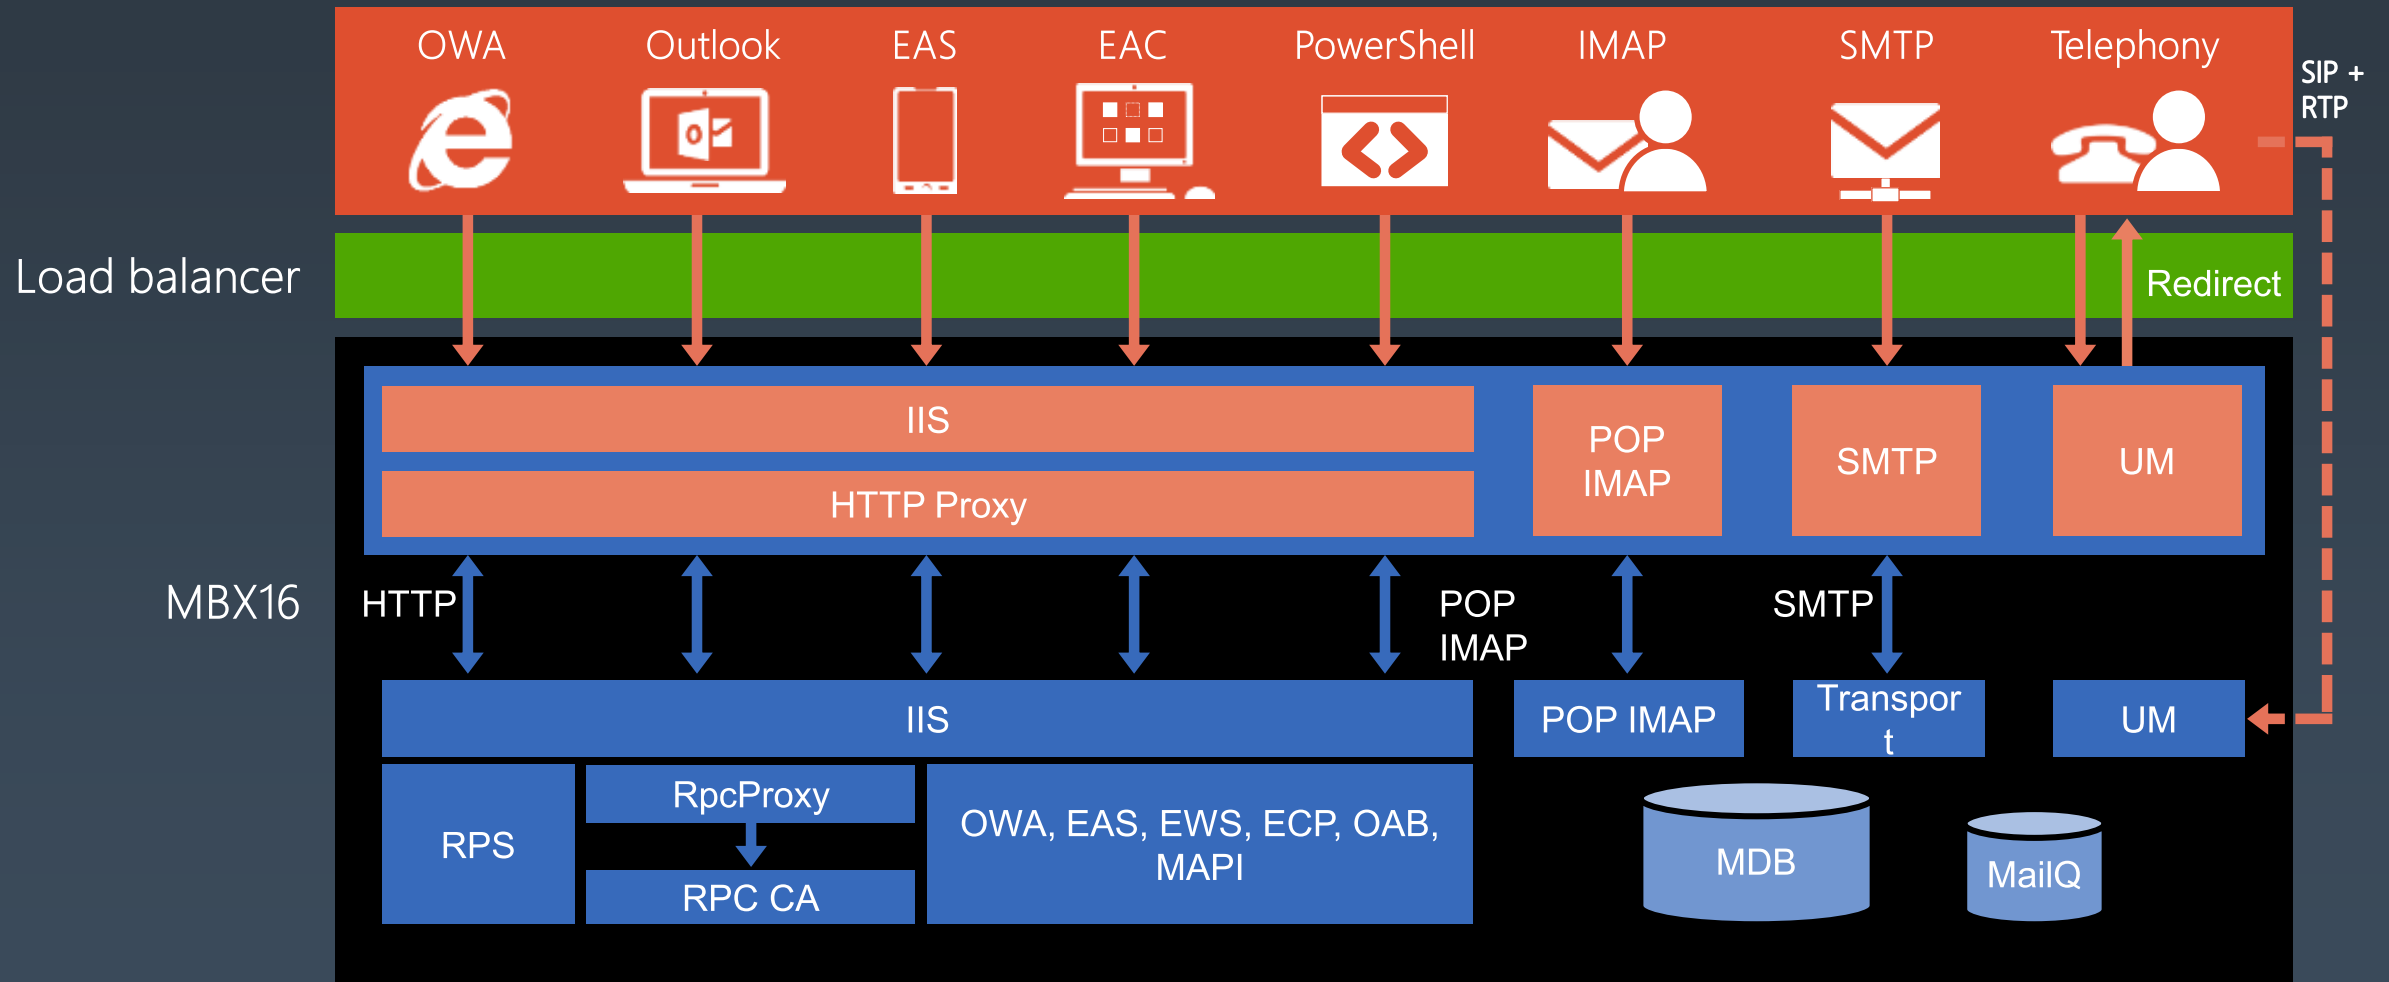 OWA
Outlook
EAS
EAC
PowerShell
IMAP
SMTP
Telephony
SIP +
RTP
Load balancer
Redirect
IIS
HTTP Proxy
POP
IMAP
SMTP
UM
MBX16
HTTP
POP
IMAP
SMTP
IIS
POP IMAP
Transpor
t
UM
RPS
RpcProxy
RPC CA
OWA, EAS, EWS, ECP, OAB,
MAPI
MDB
MailQ